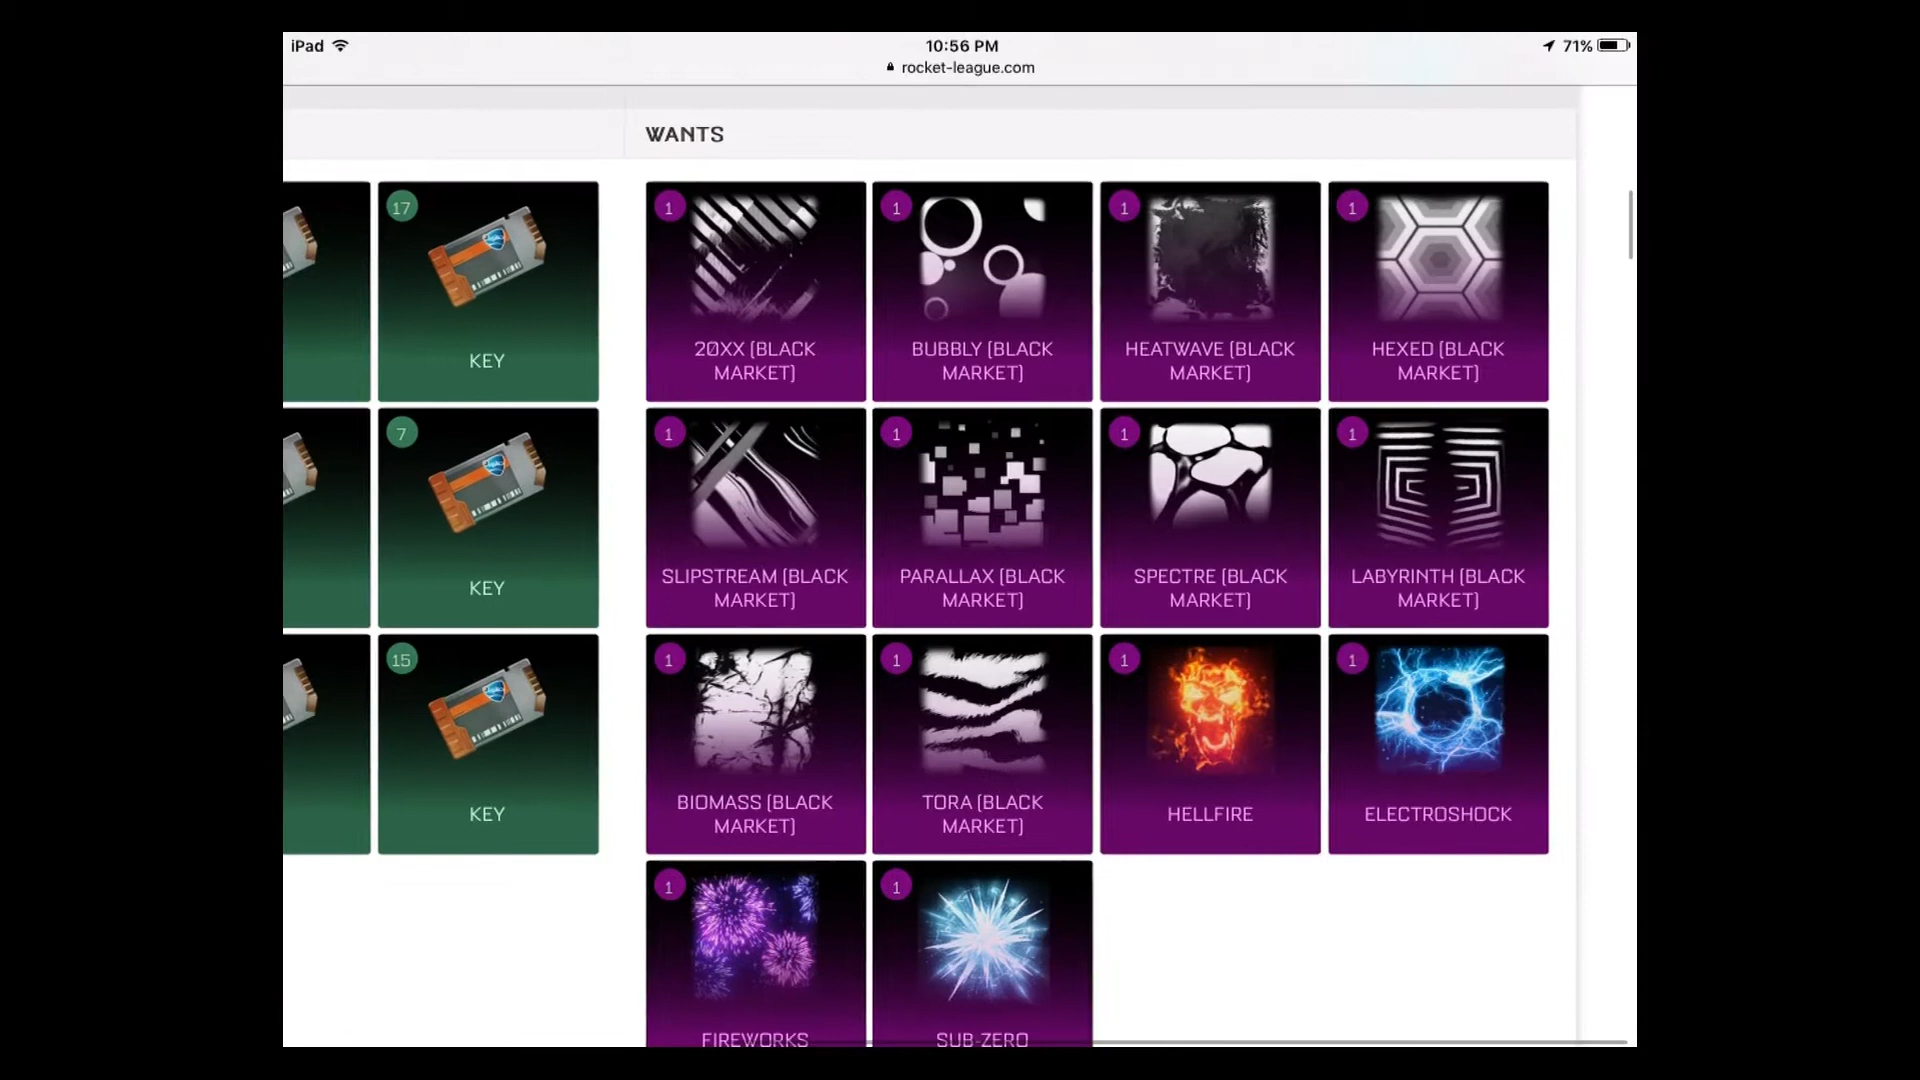 iPad
10:56 PM
71%
rocket-league.com
WANTS
17
KEY
1
20XX [BLACK
MARKET]
1
BUBBLY [BLACK
MARKET]
1
HEATWAVE [BLACK
MARKET]
1
HEXED [BLACK
MARKET]
7
KEY
1
SLIPSTREAM [BLACK
MARKET]
1
PARALLAX [BLACK
MARKET]
1
SPECTRE [BLACK
MARKET]
1
LABYRINTH [BLACK
MARKET]
15
KEY
1
BIOMASS [BLACK
MARKET]
1
TORA [BLACK
MARKET]
1
HELLFIRE
1
ELECTROSHOCK
1
FIREWORKS
1
SUB-ZERO